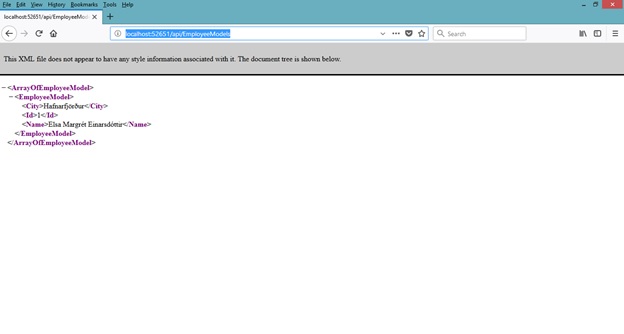 File Edit View History Bookmarks Tools Help
localhost:52651/api/EmployeeMod
localhost:52651/api/EmployeeModels
Search
This XML file does not appear to have any style information associated with it. The document tree is shown below.
−<ArrayOfEmployeeModel>
−<EmployeeModel>
<City>Hafnarfjörður</City>
<Id>1</Id>
<Name>Elsa Margrét Einarsdóttir</Name>
</EmployeeModel>
</ArrayOfEmployeeModel>